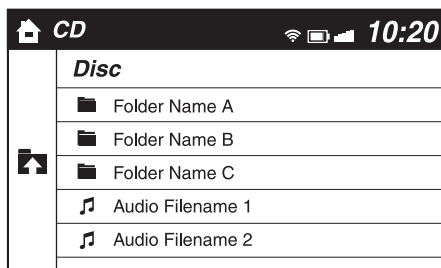 CD 10:20
Disc
Folder Name A
Folder Name B
Folder Name C
Audio Filename 1
Audio Filename 2